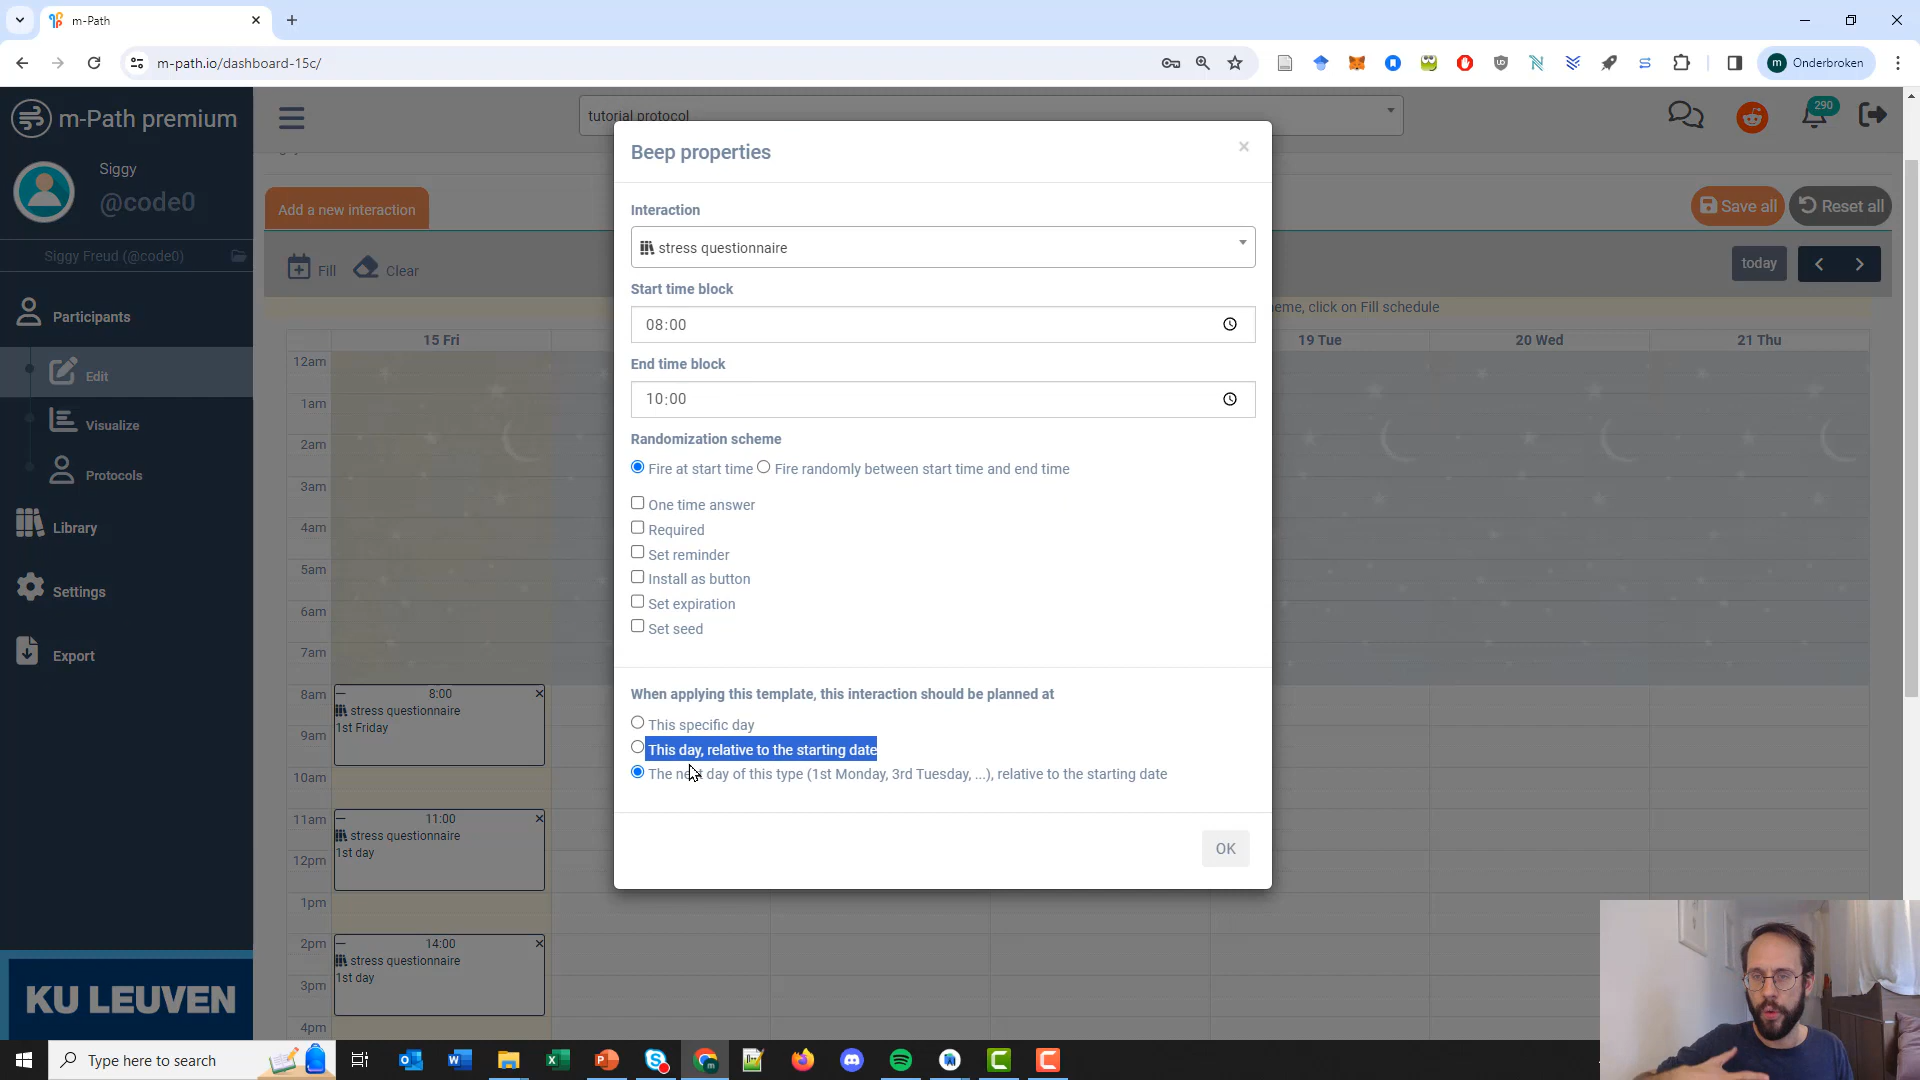 m-Path
m-path.io/dashboard-15c/
m
Onderbroken
m-Path premium
tutorial protocol
290
Siggy
@code0
Siggy Freud (@code0)
Participants
Edit
Visualize
Protocols
Library
Settings
Export
KU LEUVEN
Add a new interaction
Save all
Reset all
Fill
Clear
today
eme, click on Fill schedule
15 Fri
19 Tue
20 Wed
21 Thu
12am
1am
2am
3am
4am
5am
6am
7am
8am
9am
10am
11am
12pm
1pm
2pm
3pm
4pm
8:00
stress questionnaire
1st Friday
11:00
stress questionnaire
1st day
14:00
stress questionnaire
1st day
Beep properties
Interaction
stress questionnaire
Start time block
08:00
End time block
10:00
Randomization scheme
Fire at start time Fire randomly between start time and end time
One time answer
Required
Set reminder
Install as button
Set expiration
Set seed
When applying this template, this interaction should be planned at
This specific day
This day, relative to the starting date
The next day of this type (1st Monday, 3rd Tuesday, ...), relative to the starting date
OK
Type here to search